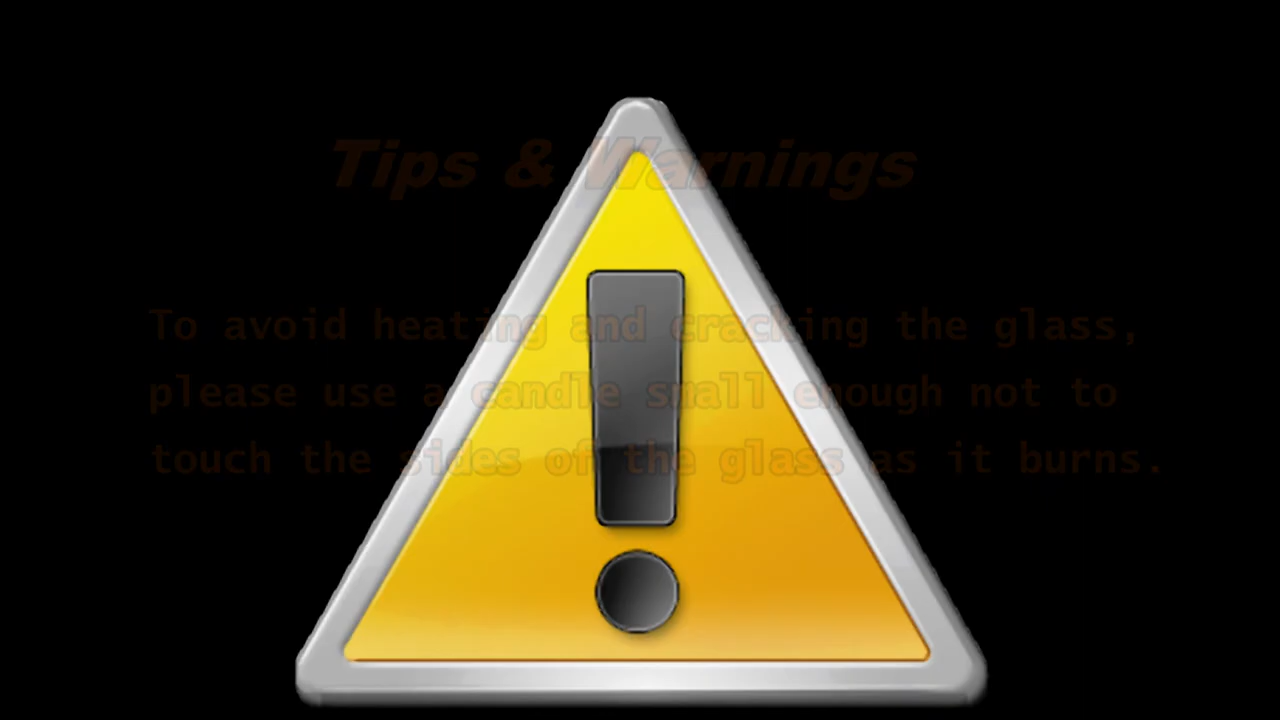 Tips & Warnings
To avoid heating and cracking the glass,
please use a candle small enough not to
touch the sides of the glass as it burns.